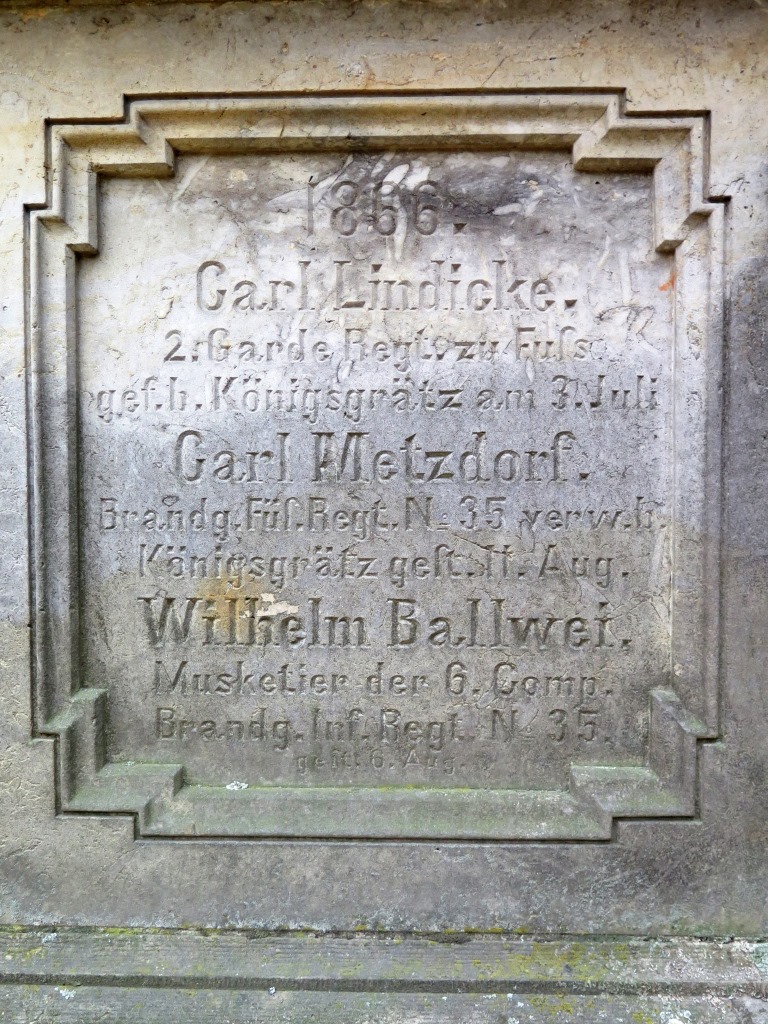 1866.
Carl Lindicke.
2. Garde Regt. zu Fuſs
gef. b. Königsgrätz am 3. Juli
Carl Metzdorf.
Brandg. Füſ. Regt. N. 35 verw. b.
Königsgrätz geſt. 11. Aug.
Wilhelm Ballwei.
Musketier der 6. Comp.
Brandg. Inf. Regt. N. 35.
geſt. 6. Aug.